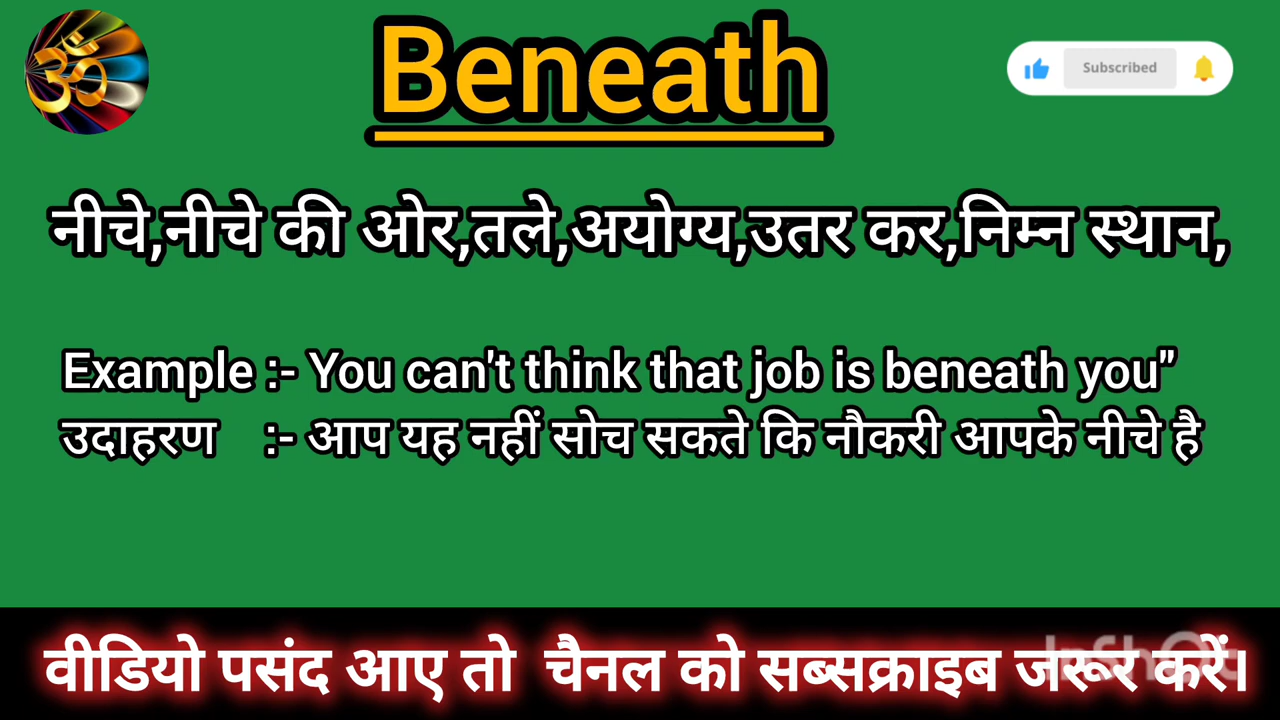 Beneath
Subscribed
नीचे,नीचे की ओर,तले,अयोग्य,उतर कर,निम्न स्थान,
Example :- You can't think that job is beneath you”
उदाहरण :- आप यह नहीं सोच सकते कि नौकरी आपके नीचे है
वीडियो पसंद आए तो चैनल को सब्सक्राइब जरूर करें।
InShOt